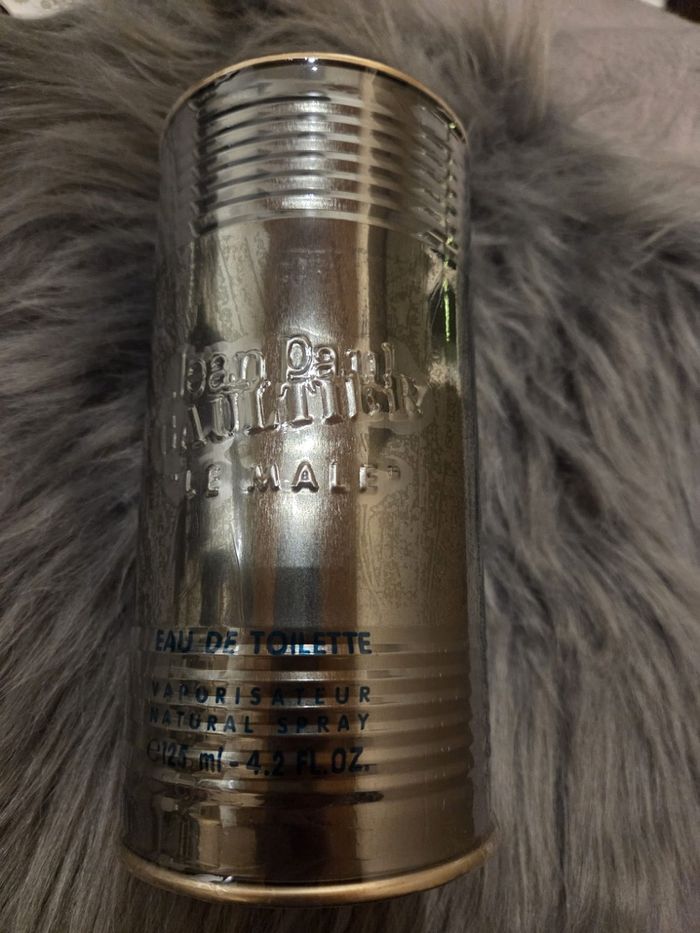 Jean Paul
GAULTIER
"LE MALE"
EAU DE TOILETTE
VAPORISATEUR
NATURAL SPRAY
℮125 ml - 4.2 FL.OZ.